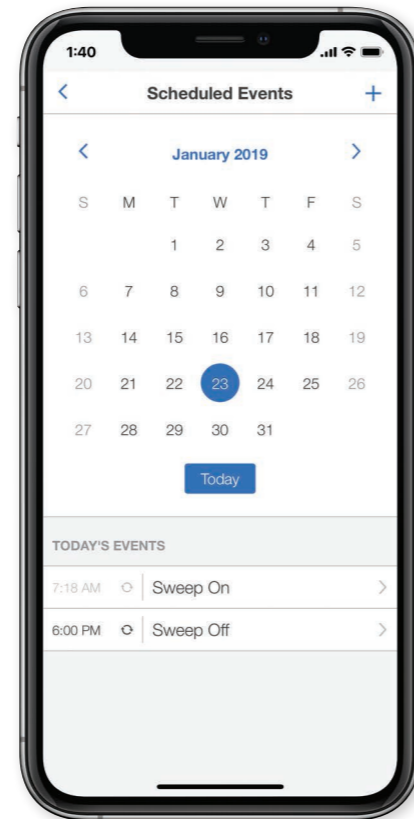 1:40
Scheduled Events +
January 2019
S M T W T F S
1 2 3 4 5
6 7 8 9 10 11 12
13 14 15 16 17 18 19
20 21 22 23 24 25 26
27 28 29 30 31
Today
TODAY'S EVENTS
7:18 AM Sweep On
6:00 PM Sweep Off